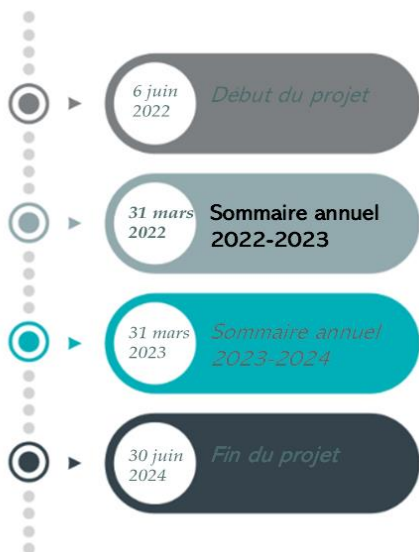 6 juin
2022
Début du projet
31 mars
2022
Sommaire annuel
2022-2023
31 mars
2023
Sommaire annuel
2023-2024
30 juin
2024
Fin du projet